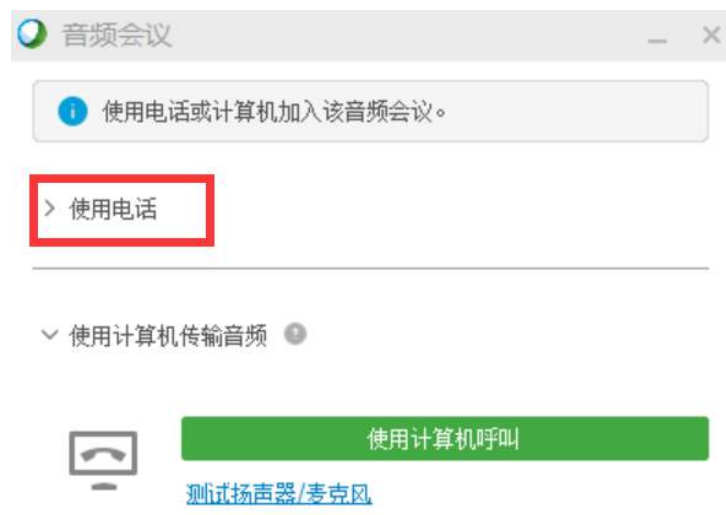 音频会议
使用电话或计算机加入该音频会议。
使用电话
使用计算机传输音频
使用计算机呼叫
测试扬声器/麦克风